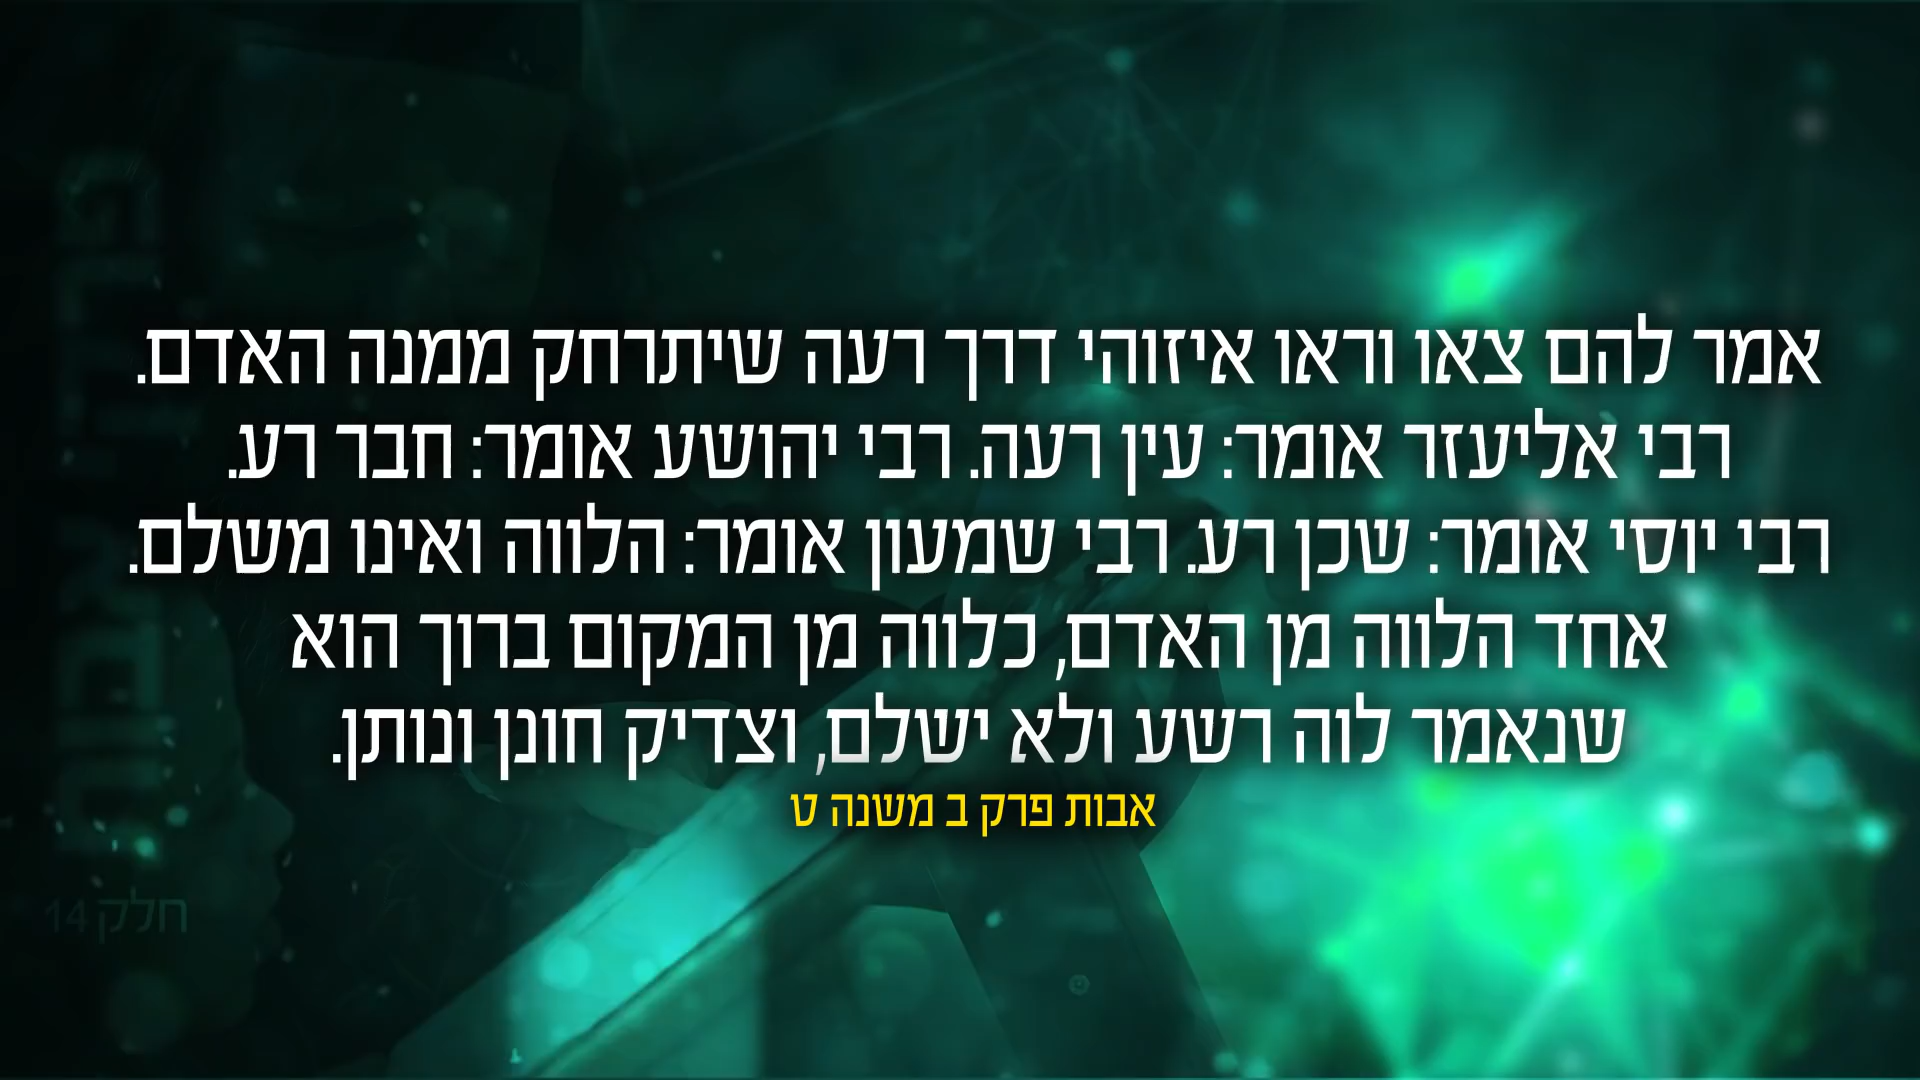 אמר להם צאו וראו איזוהי דרך רעה שיתרחק ממנה האדם.
רבי אליעזר אומר: עין רעה. רבי יהושע אומר: חבר רע.
רבי יוסי אומר: שכן רע. רבי שמעון אומר: הלווה ואינו משלם.
אחד הלווה מן האדם, כלווה מן המקום ברוך הוא
שנאמר לוה רשע ולא ישלם, וצדיק חונן ונותן.
אבות פרק ב משנה ט
חלק 14